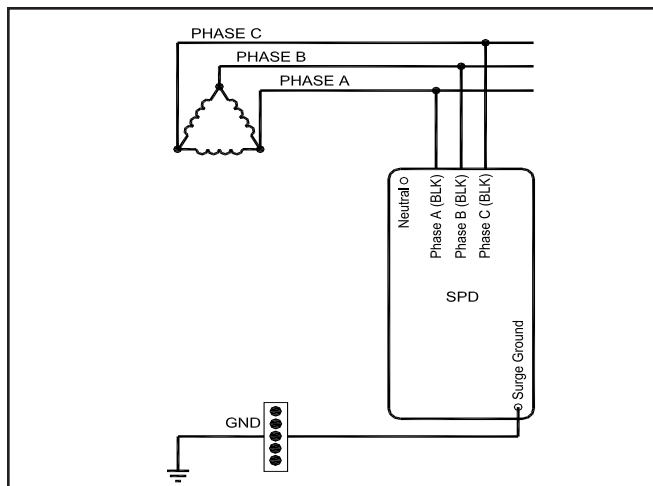 PHASE C
PHASE B
PHASE A
Neutral
Phase A (BLK)
Phase B (BLK)
Phase C (BLK)
SPD
Surge Ground
GND